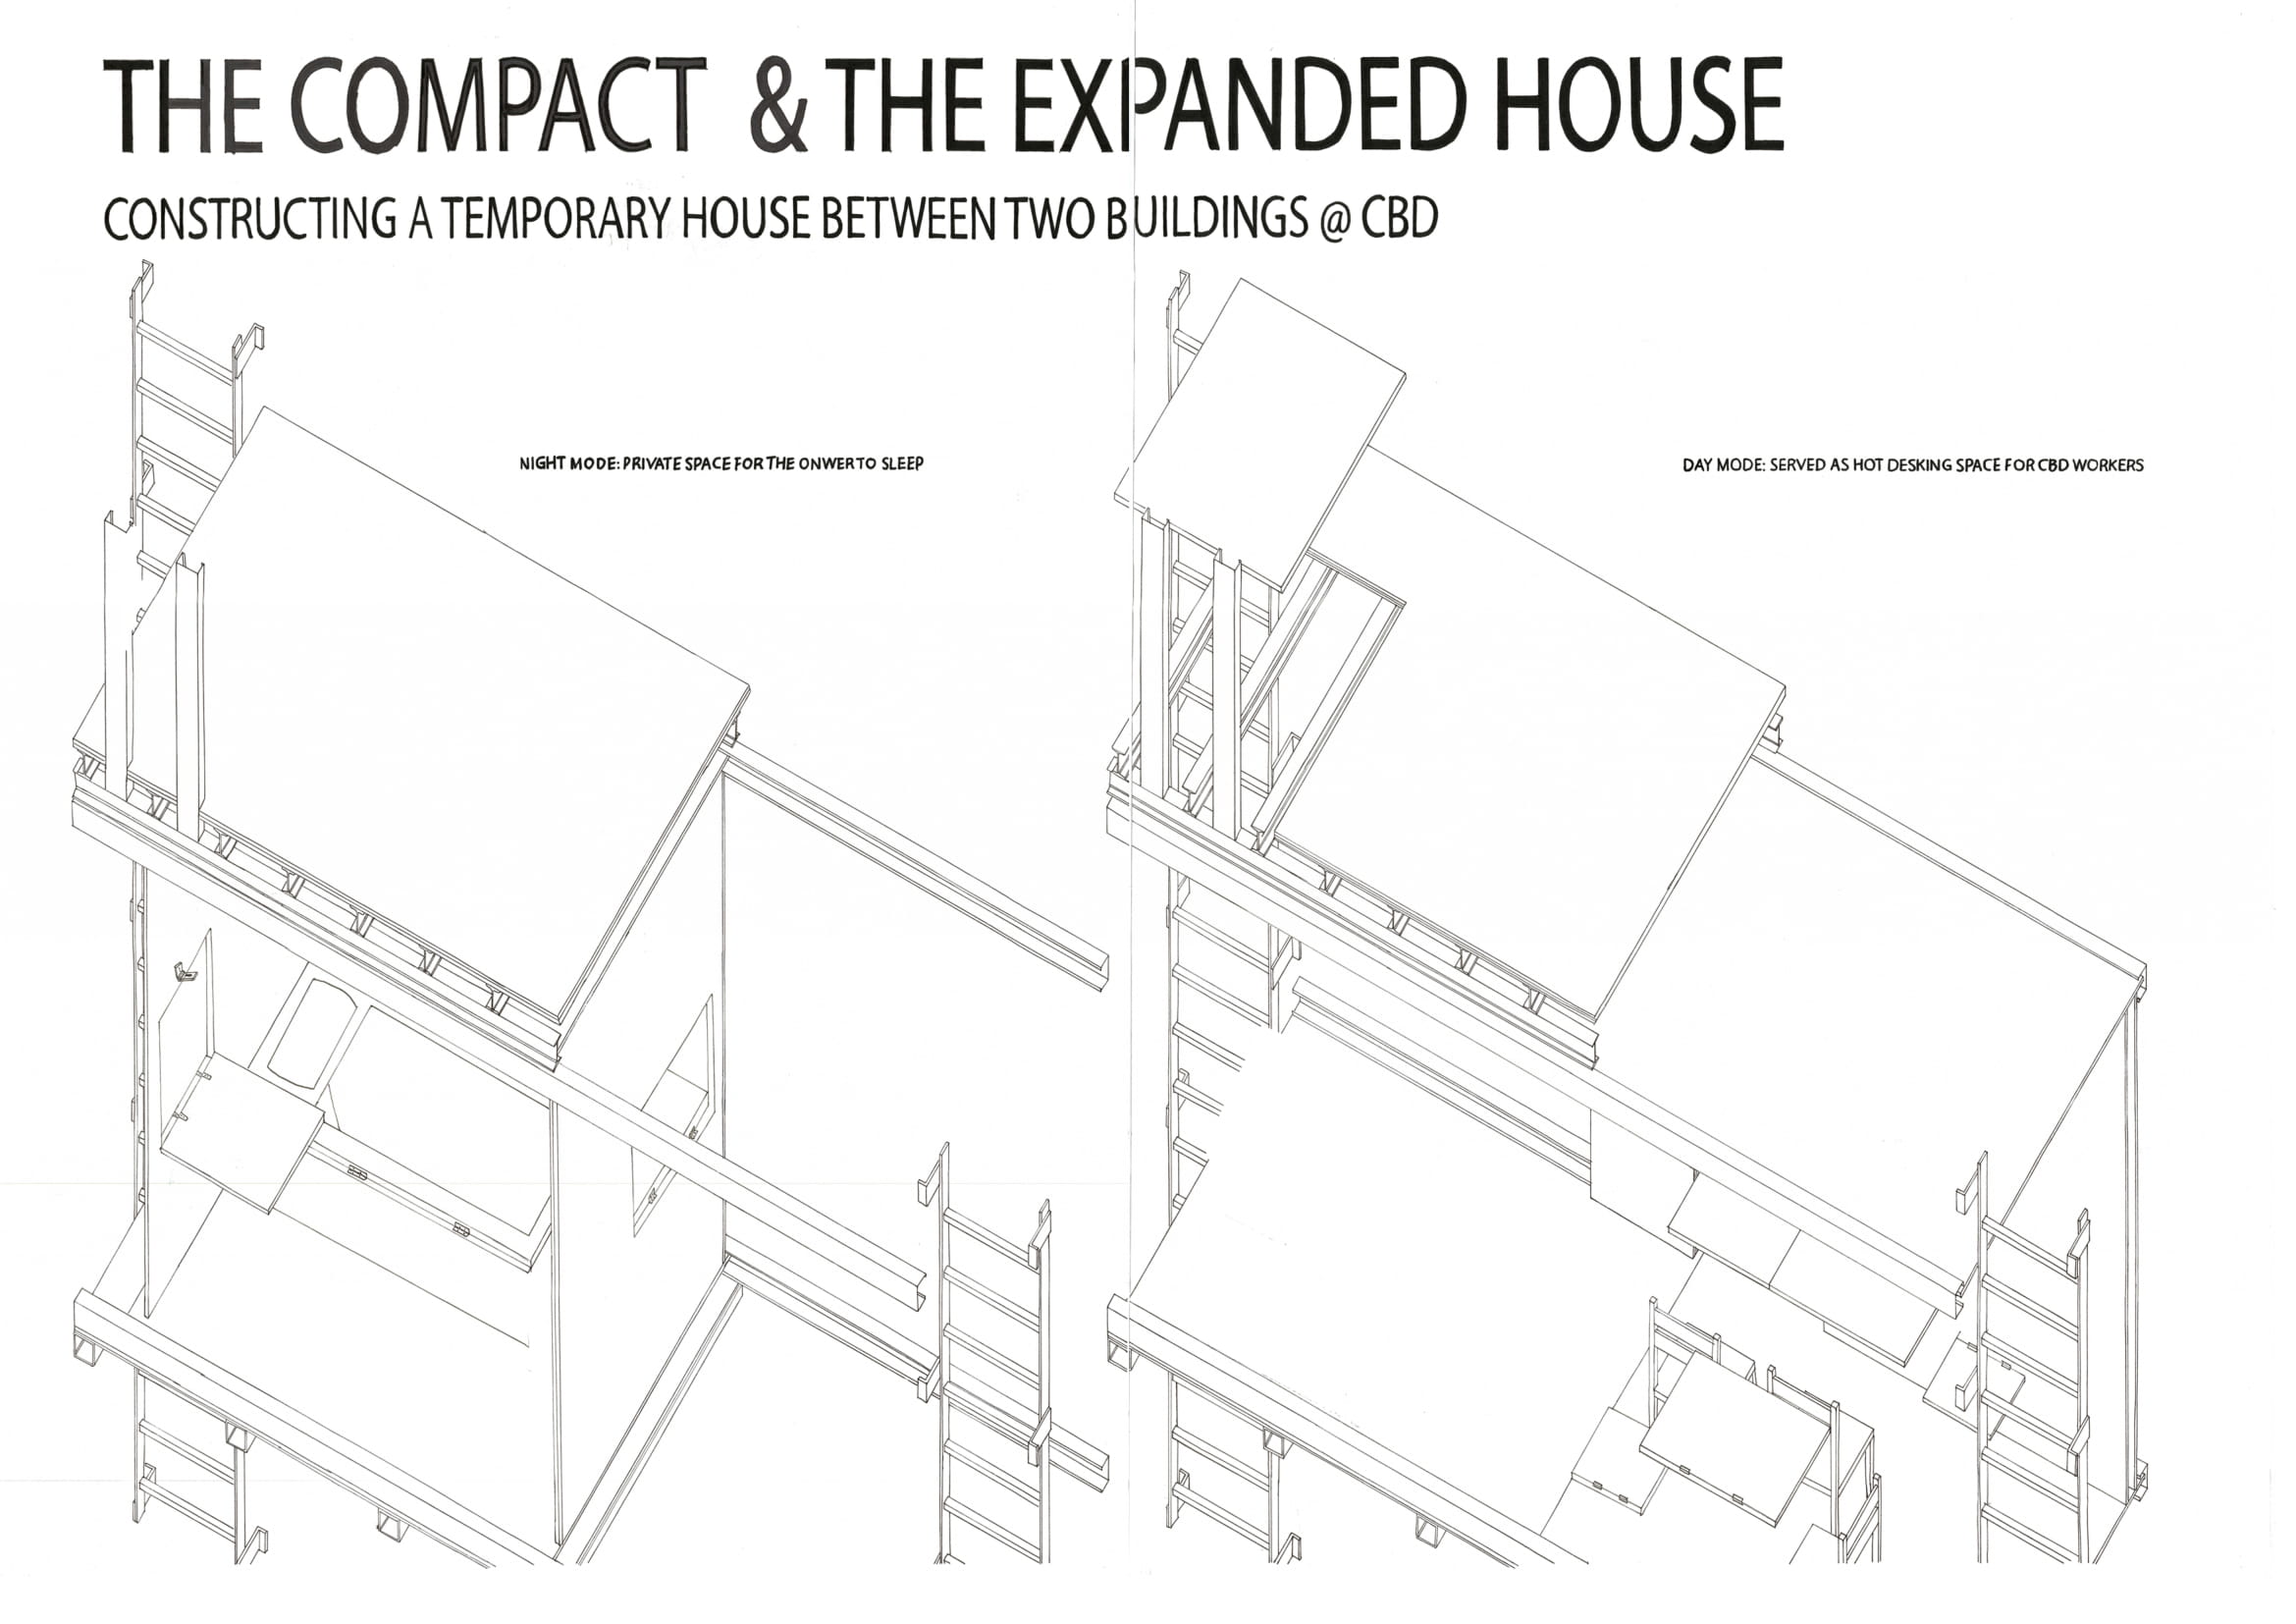 THE COMPACT & THE EXPANDED HOUSE
CONSTRUCTING A TEMPORARY HOUSE BETWEEN TWO BUILDINGS @ CBD
NIGHT MODE: PRIVATE SPACE FOR THE ONWER TO SLEEP
DAY MODE: SERVED AS HOT DESKING SPACE FOR CBD WORKERS